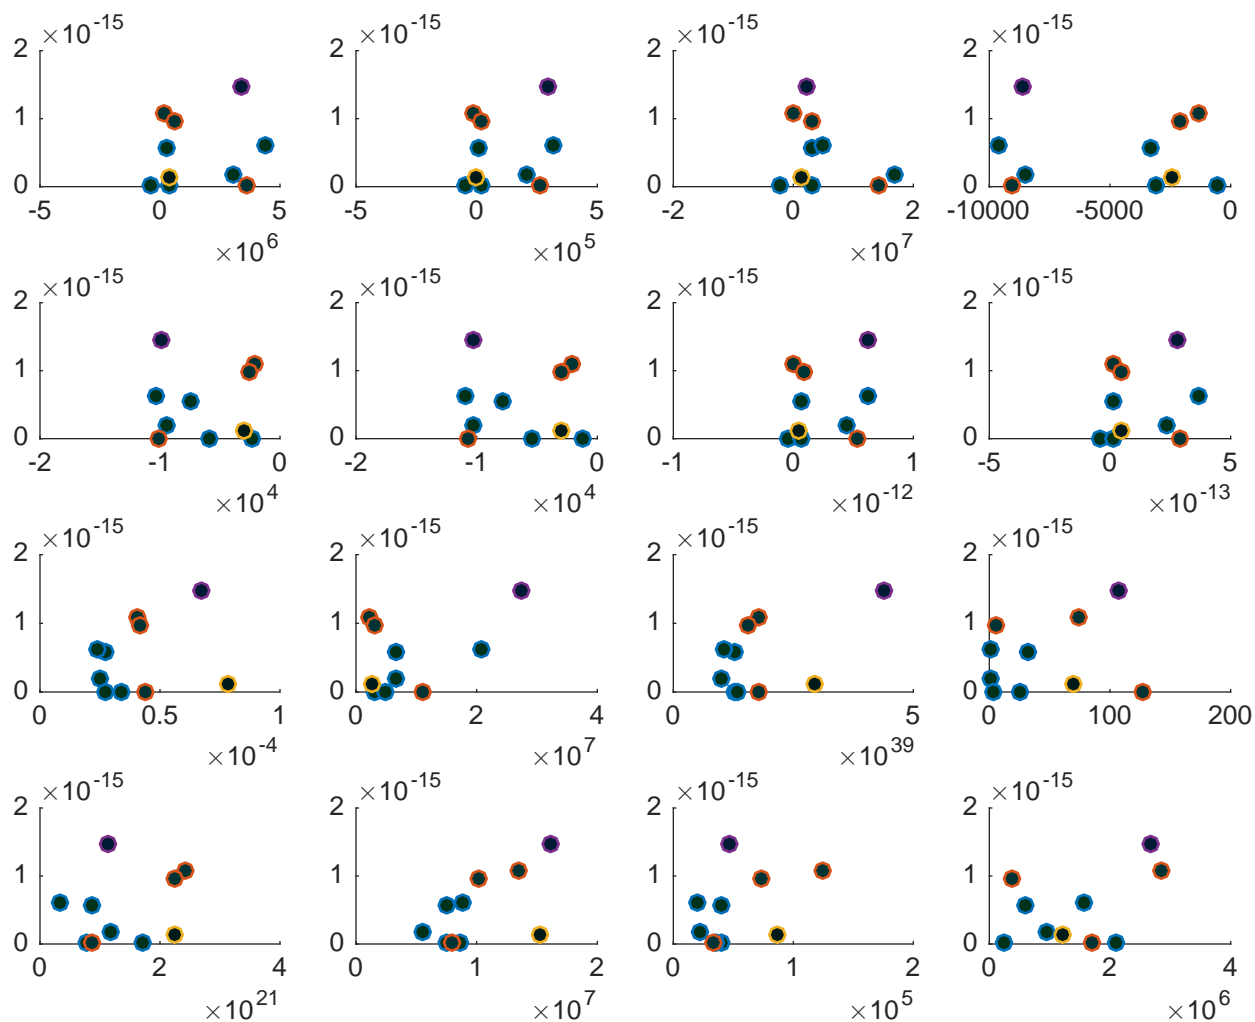 ×10-15 ×10-15 ×10-15 ×10-15
2 2 2 2
1 1 1 1
0 0 0 0
-5 0 5 -5 0 5 -2 0 2 -10000 -5000 0
×106 ×105 ×107
×10-15 ×10-15 ×10-15 ×10-15
2 2 2 2
1 1 1 1
0 0 0 0
-2 -1 0 -2 -1 0 -1 0 1 -5 0 5
×104 ×104 ×10-12 ×10-13
×10-15 ×10-15 ×10-15 ×10-15
2 2 2 2
1 1 1 1
0 0 0 0
0 0.5 1 0 2 4 0 5 0 100 200
×10-4 ×107 ×1039
×10-15 ×10-15 ×10-15 ×10-15
2 2 2 2
1 1 1 1
0 0 0 0
0 2 4 0 1 2 0 1 2 0 2 4
×1021 ×107 ×105 ×106